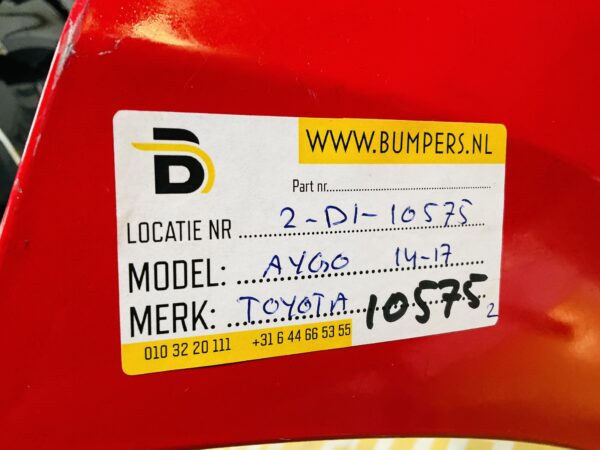 WWW.BUMPERS.NL
Part nr.
LOCATIE NR 2-D1-10575
MODEL: AYGO 14-17
MERK: TOYOTA 10575 2
010 32 20 111 +31 6 44 66 53 55